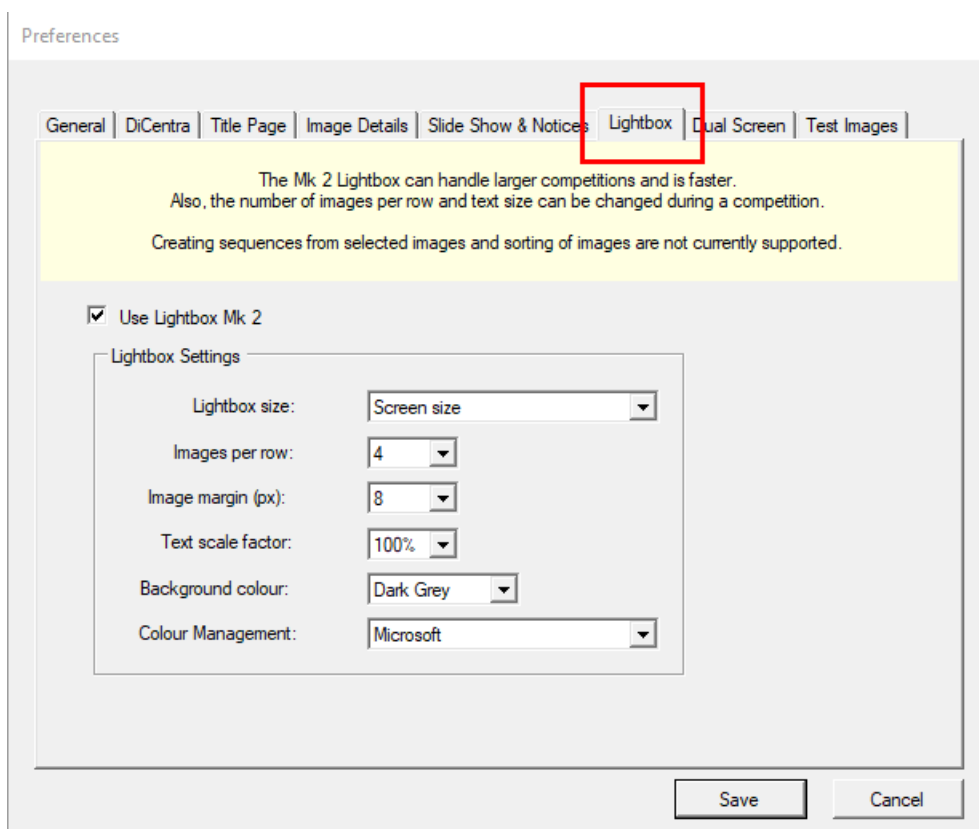 Preferences
General DiCentra Title Page Image Details Slide Show & Notices Lightbox Dual Screen Test Images
The Mk 2 Lightbox can handle larger competitions and is faster.
Also, the number of images per row and text size can be changed during a competition.
Creating sequences from selected images and sorting of images are not currently supported.
Use Lightbox Mk 2
Lightbox Settings
Lightbox size: Screen size
Images per row: 4
Image margin (px): 8
Text scale factor: 100%
Background colour: Dark Grey
Colour Management: Microsoft
Save Cancel